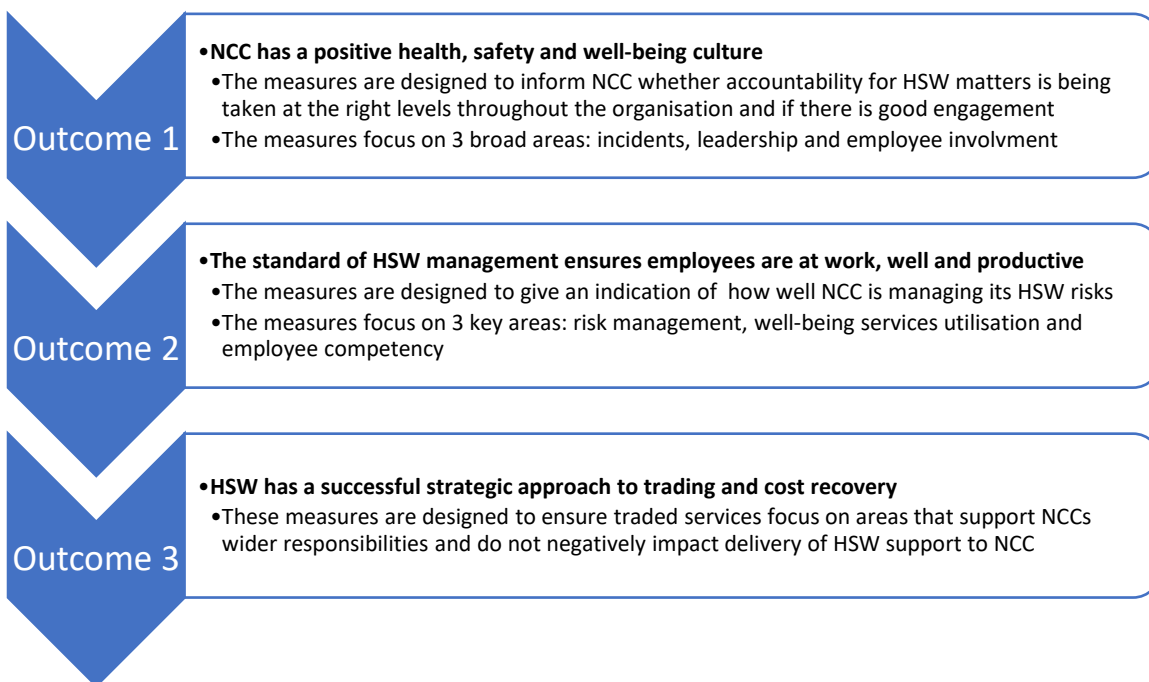 Outcome 1
•NCC has a positive health, safety and well-being culture
•The measures are designed to inform NCC whether accountability for HSW matters is being
taken at the right levels throughout the organisation and if there is good engagement
•The measures focus on 3 broad areas: incidents, leadership and employee involvment
Outcome 2
•The standard of HSW management ensures employees are at work, well and productive
•The measures are designed to give an indication of how well NCC is managing its HSW risks
•The measures focus on 3 key areas: risk management, well-being services utilisation and
employee competency
Outcome 3
•HSW has a successful strategic approach to trading and cost recovery
•These measures are designed to ensure traded services focus on areas that support NCCs
wider responsibilities and do not negatively impact delivery of HSW support to NCC